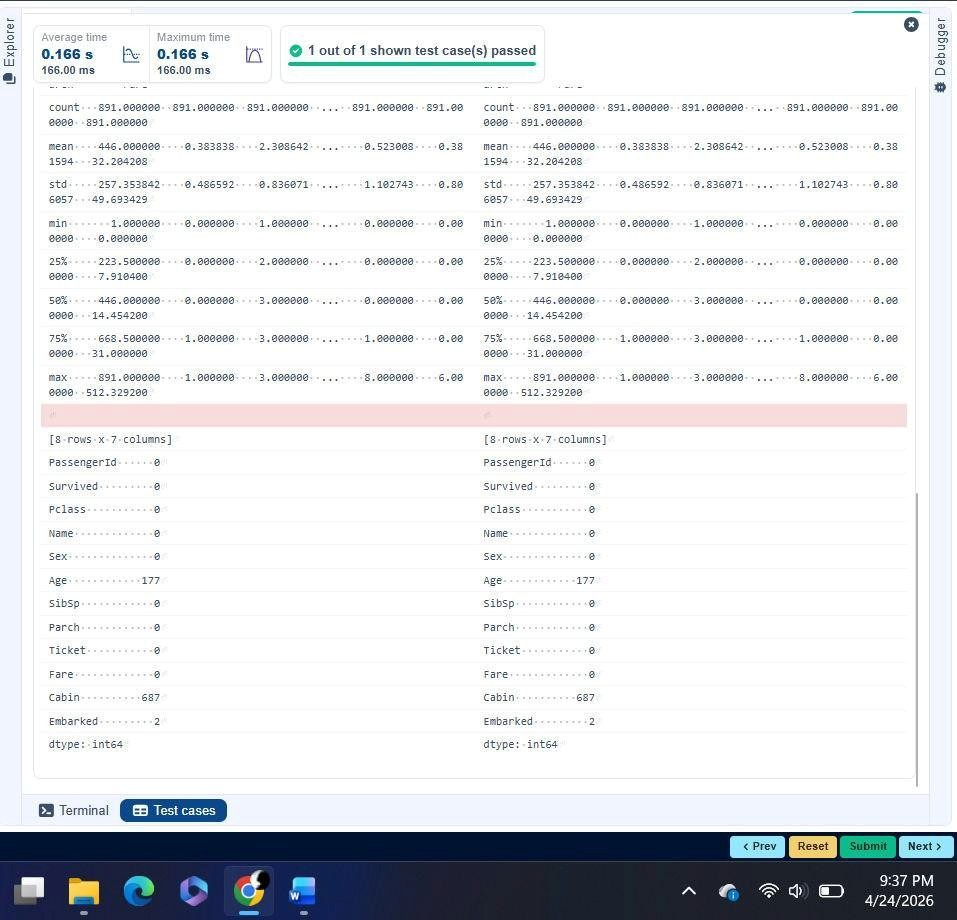 Explorer
Debugger
Average time
0.166 s
166.00 ms
Maximum time
0.166 s
166.00 ms
1 out of 1 shown test case(s) passed
count···891.000000··891.000000··891.000000··...··891.000000··891.00
0000··891.000000
mean····446.000000····0.383838····2.308642··...····0.523008····0.38
1594···32.204208
std·····257.353842····0.486592····0.836071··...····1.102743····0.80
6057···49.693429
min·······1.000000····0.000000····1.000000··...····0.000000····0.00
0000····0.000000
25%·····223.500000····0.000000····2.000000··...····0.000000····0.00
0000····7.910400
50%·····446.000000····0.000000····3.000000··...····0.000000····0.00
0000···14.454200
75%·····668.500000····1.000000····3.000000··...····1.000000····0.00
0000···31.000000
max·····891.000000····1.000000····3.000000··...····8.000000····6.00
0000··512.329200
[8·rows·x·7·columns]
PassengerId······0
Survived·········0
Pclass···········0
Name·············0
Sex··············0
Age············177
SibSp············0
Parch············0
Ticket···········0
Fare·············0
Cabin··········687
Embarked·········2
dtype:·int64
count···891.000000··891.000000··891.000000··...··891.000000··891.00
0000··891.000000
mean····446.000000····0.383838····2.308642··...····0.523008····0.38
1594···32.204208
std·····257.353842····0.486592····0.836071··...····1.102743····0.80
6057···49.693429
min·······1.000000····0.000000····1.000000··...····0.000000····0.00
0000····0.000000
25%·····223.500000····0.000000····2.000000··...····0.000000····0.00
0000····7.910400
50%·····446.000000····0.000000····3.000000··...····0.000000····0.00
0000···14.454200
75%·····668.500000····1.000000····3.000000··...····1.000000····0.00
0000···31.000000
max·····891.000000····1.000000····3.000000··...····8.000000····6.00
0000··512.329200
[8·rows·x·7·columns]
PassengerId······0
Survived·········0
Pclass···········0
Name·············0
Sex··············0
Age············177
SibSp············0
Parch············0
Ticket···········0
Fare·············0
Cabin··········687
Embarked·········2
dtype:·int64
Terminal
Test cases
Prev
Reset
Submit
Next
W
9:37 PM
4/24/2026